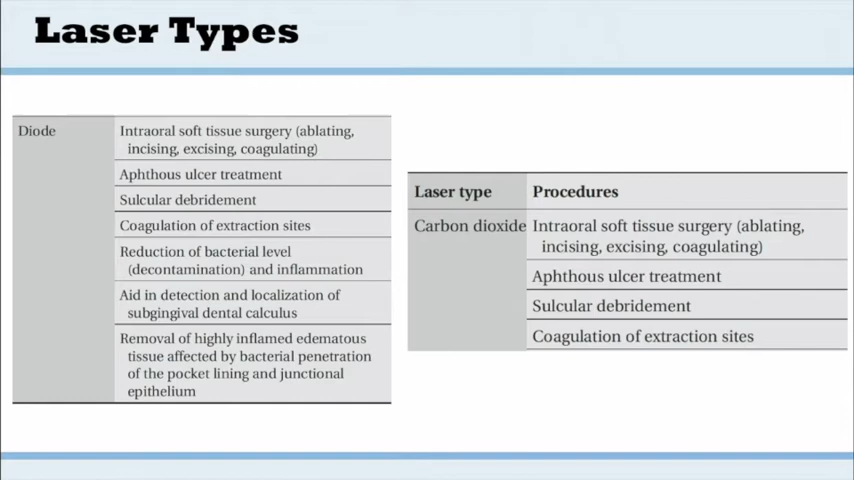 Laser Types
Diode
Intraoral soft tissue surgery (ablating,
incising, excising, coagulating)
Aphthous ulcer treatment
Sulcular debridement
Coagulation of extraction sites
Reduction of bacterial level
(decontamination) and inflammation
Aid in detection and localization of
subgingival dental calculus
Removal of highly inflamed edematous
tissue affected by bacterial penetration
of the pocket lining and junctional
epithelium
Laser type Procedures
Carbon dioxide Intraoral soft tissue surgery (ablating,
incising, excising, coagulating)
Aphthous ulcer treatment
Sulcular debridement
Coagulation of extraction sites